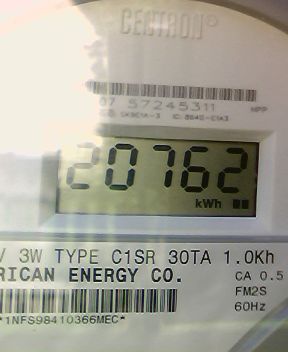 CENTRON®
07 57245311 HPP
20762
kWh
V 3W TYPE C1SR 30TA 1.0Kh
RICAN ENERGY CO.
CA 0.5
FM2S
60Hz
*1NFS98410366MEC*